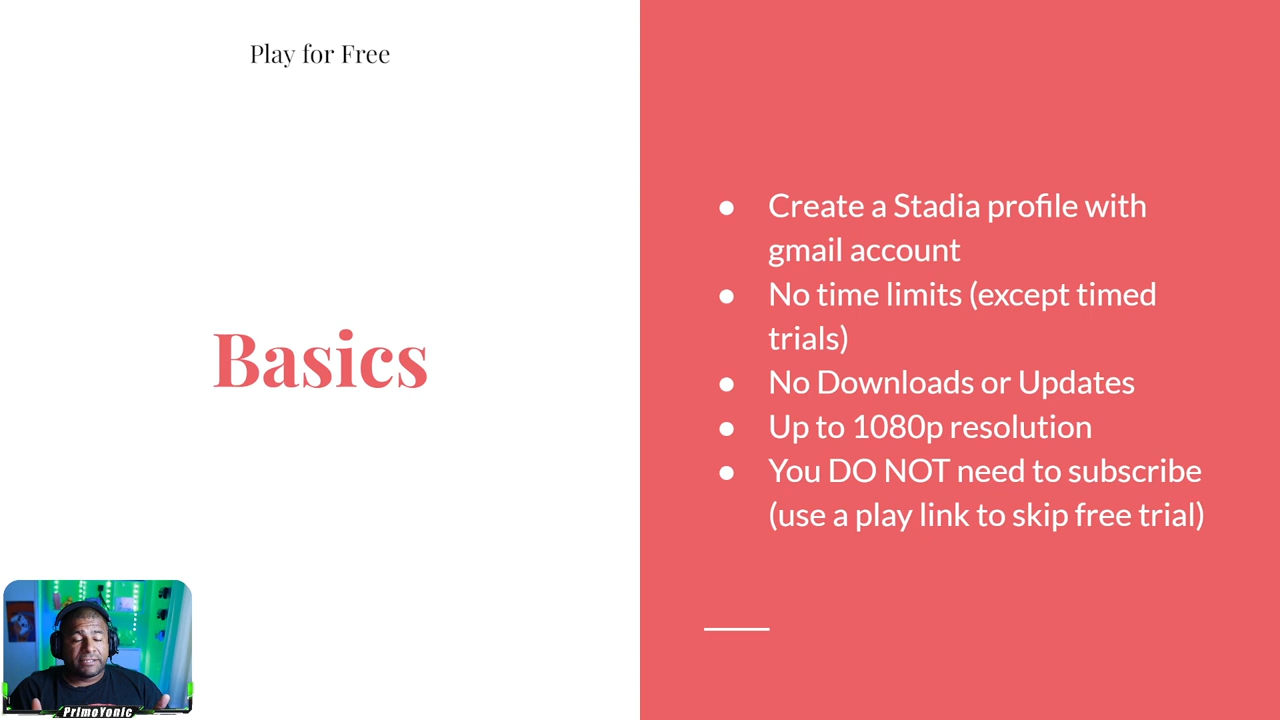 Play for Free
Basics
● Create a Stadia profile with
gmail account
● No time limits (except timed
trials)
● No Downloads or Updates
● Up to 1080p resolution
● You DO NOT need to subscribe
(use a play link to skip free trial)
PrimoYonic